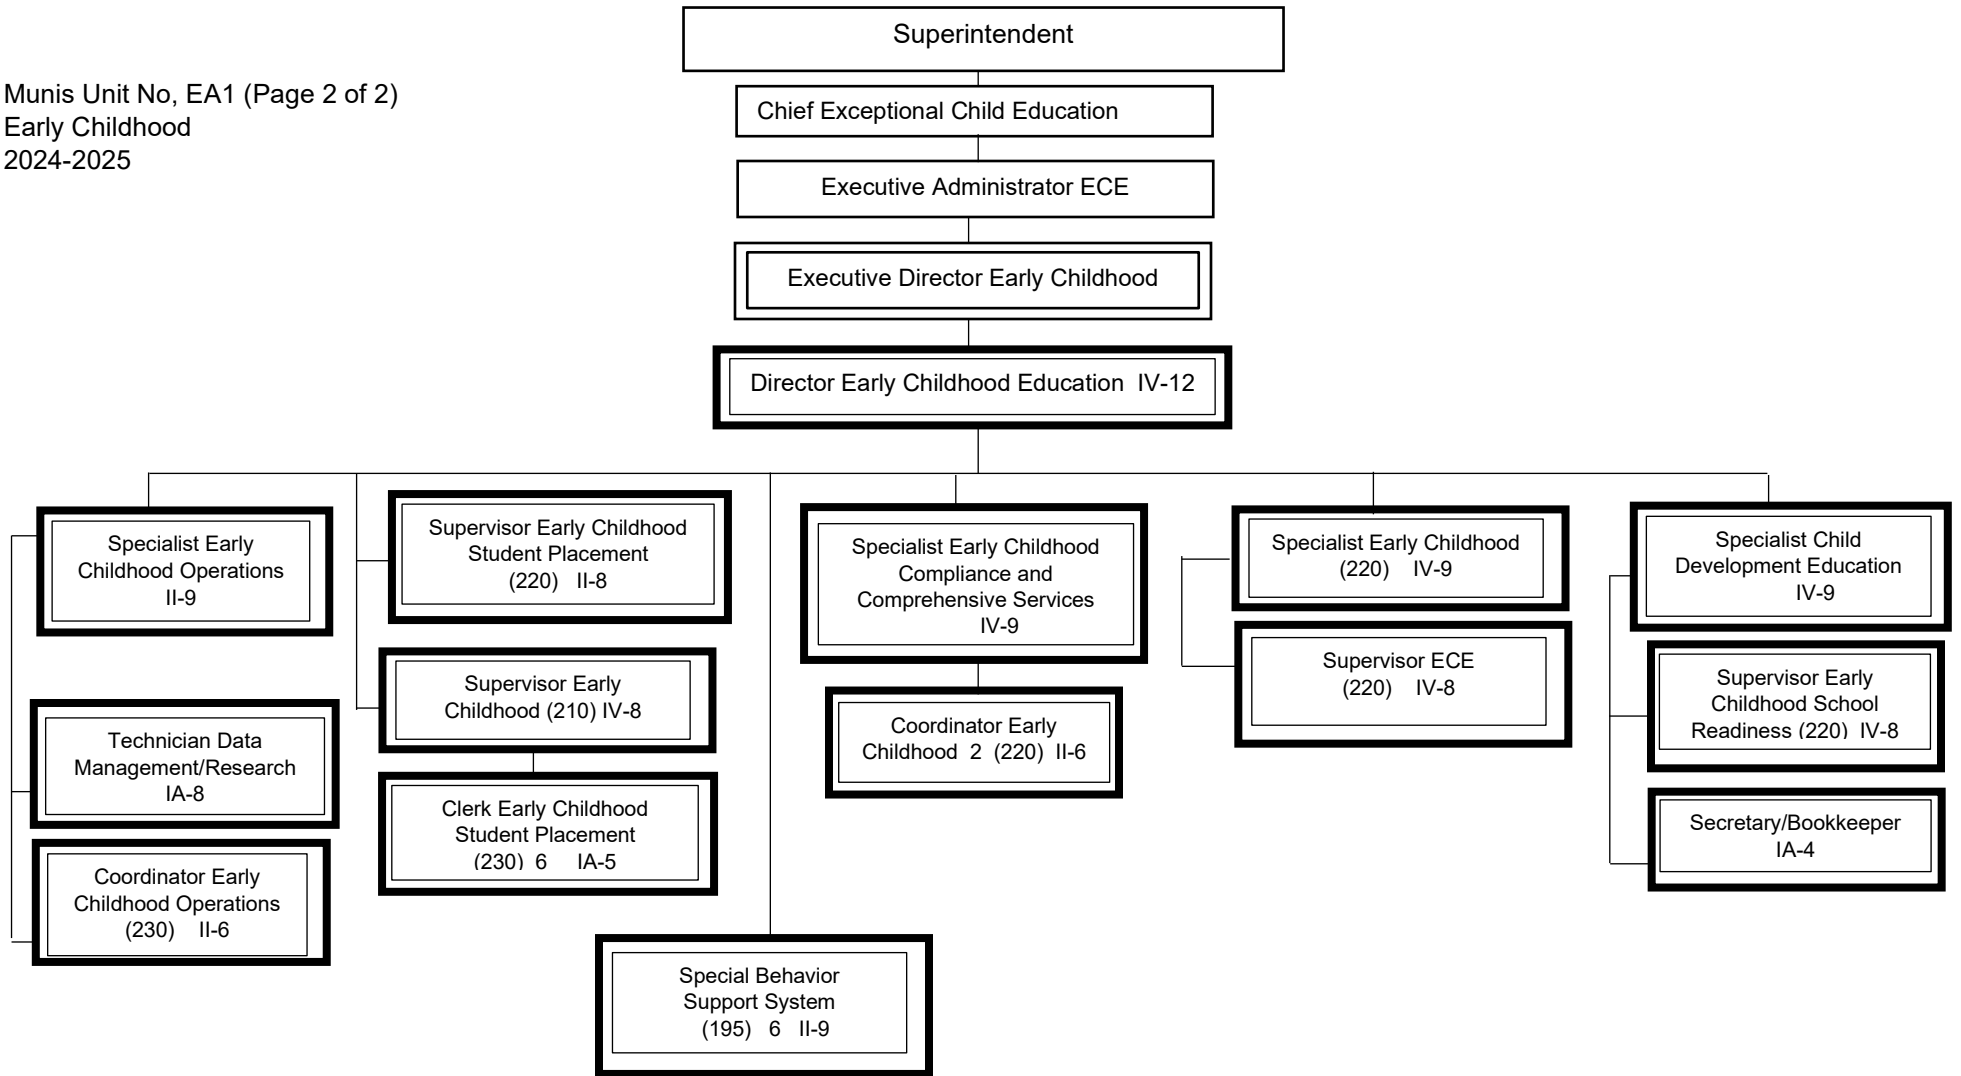 Superintendent
Munis Unit No, EA1 (Page 2 of 2)
Early Childhood
2024-2025
Chief Exceptional Child Education
Executive Administrator ECE
Executive Director Early Childhood
Director Early Childhood Education IV-12
Specialist Early
Childhood Operations
II-9
Technician Data
Management/Research
IA-8
Coordinator Early
Childhood Operations
(230) II-6
Supervisor Early Childhood
Student Placement
(220) II-8
Supervisor Early
Childhood (210) IV-8
Clerk Early Childhood
Student Placement
(230) 6 IA-5
Special Behavior
Support System
(195) 6 II-9
Specialist Early Childhood
Compliance and
Comprehensive Services
IV-9
Coordinator Early
Childhood 2 (220) II-6
Specialist Early Childhood
(220) IV-9
Supervisor ECE
(220) IV-8
Specialist Child
Development Education
IV-9
Supervisor Early
Childhood School
Readiness (220) IV-8
Secretary/Bookkeeper
IA-4